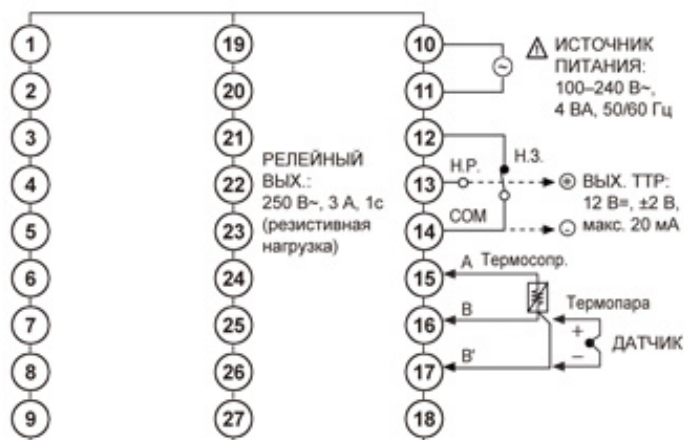 1
2
3
4
5
6
7
8
9
19
20
21
22
23
24
25
26
27
РЕЛЕЙНЫЙ
ВЫХ.:
250 В~, 3 А, 1с
(резистивная
нагрузка)
10
11
12
13
14
15
16
17
18
~
ИСТОЧНИК
ПИТАНИЯ:
100–240 В~,
4 ВА, 50/60 Гц
Н.Р.
Н.З.
COM
⊕ ВЫХ. ТТР:
12 В=, ±2 В,
⊖ макс. 20 мА
A Термосопр.
B
B'
Термопара
+
–
ДАТЧИК